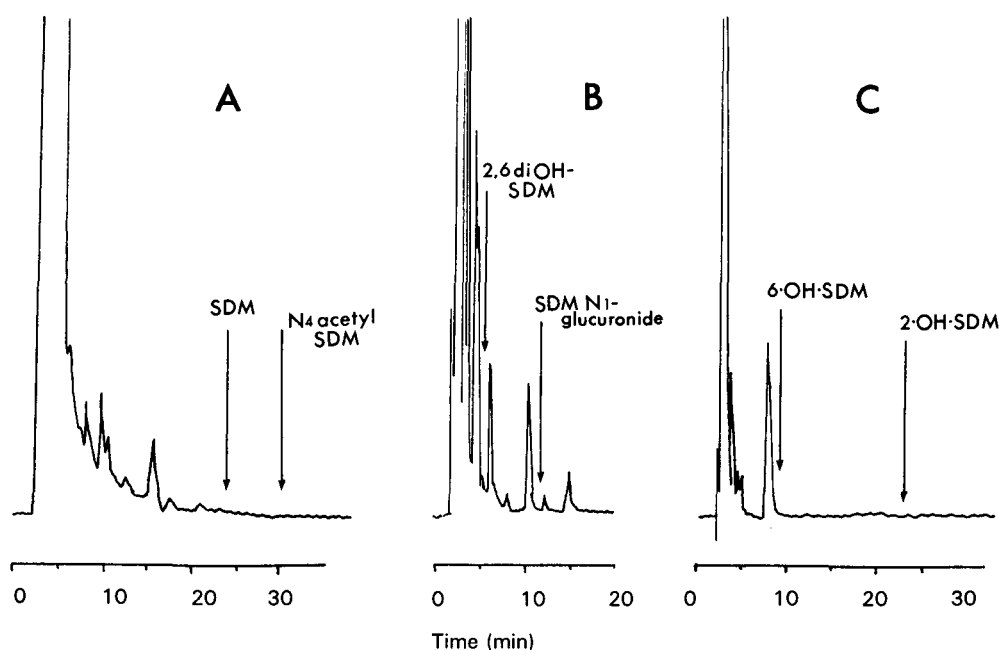 A
B
C
2,6 diOH-
SDM
SDM
N4 acetyl
SDM
SDM N1-
glucuronide
6·OH·SDM
2·OH·SDM
0 10 20 30
0 10 20
0 10 20 30
Time (min)